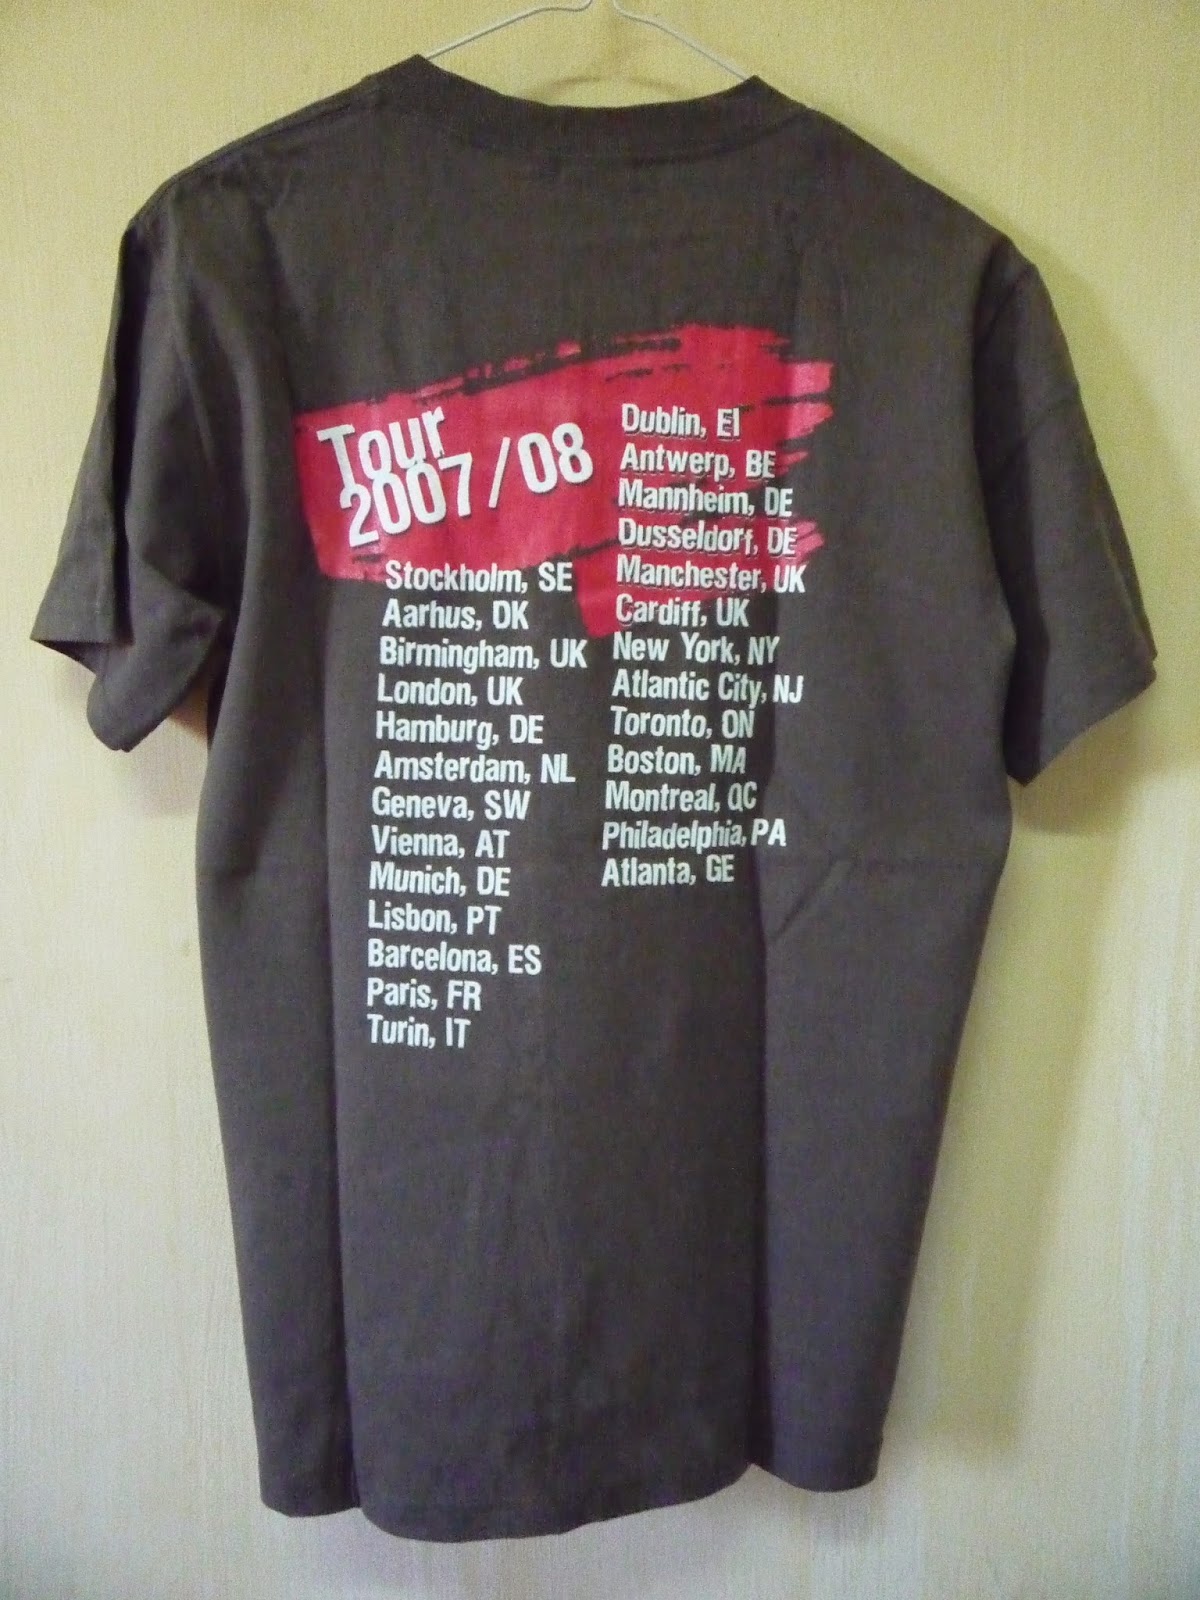 Tour
2007/08
Stockholm, SE
Aarhus, DK
Birmingham, UK
London, UK
Hamburg, DE
Amsterdam, NL
Geneva, SW
Vienna, AT
Munich, DE
Lisbon, PT
Barcelona, ES
Paris, FR
Turin, IT
Dublin, EI
Antwerp, BE
Mannheim, DE
Dusseldorf, DE
Manchester, UK
Cardiff, UK
New York, NY
Atlantic City, NJ
Toronto, ON
Boston, MA
Montreal, QC
Philadelphia, PA
Atlanta, GE